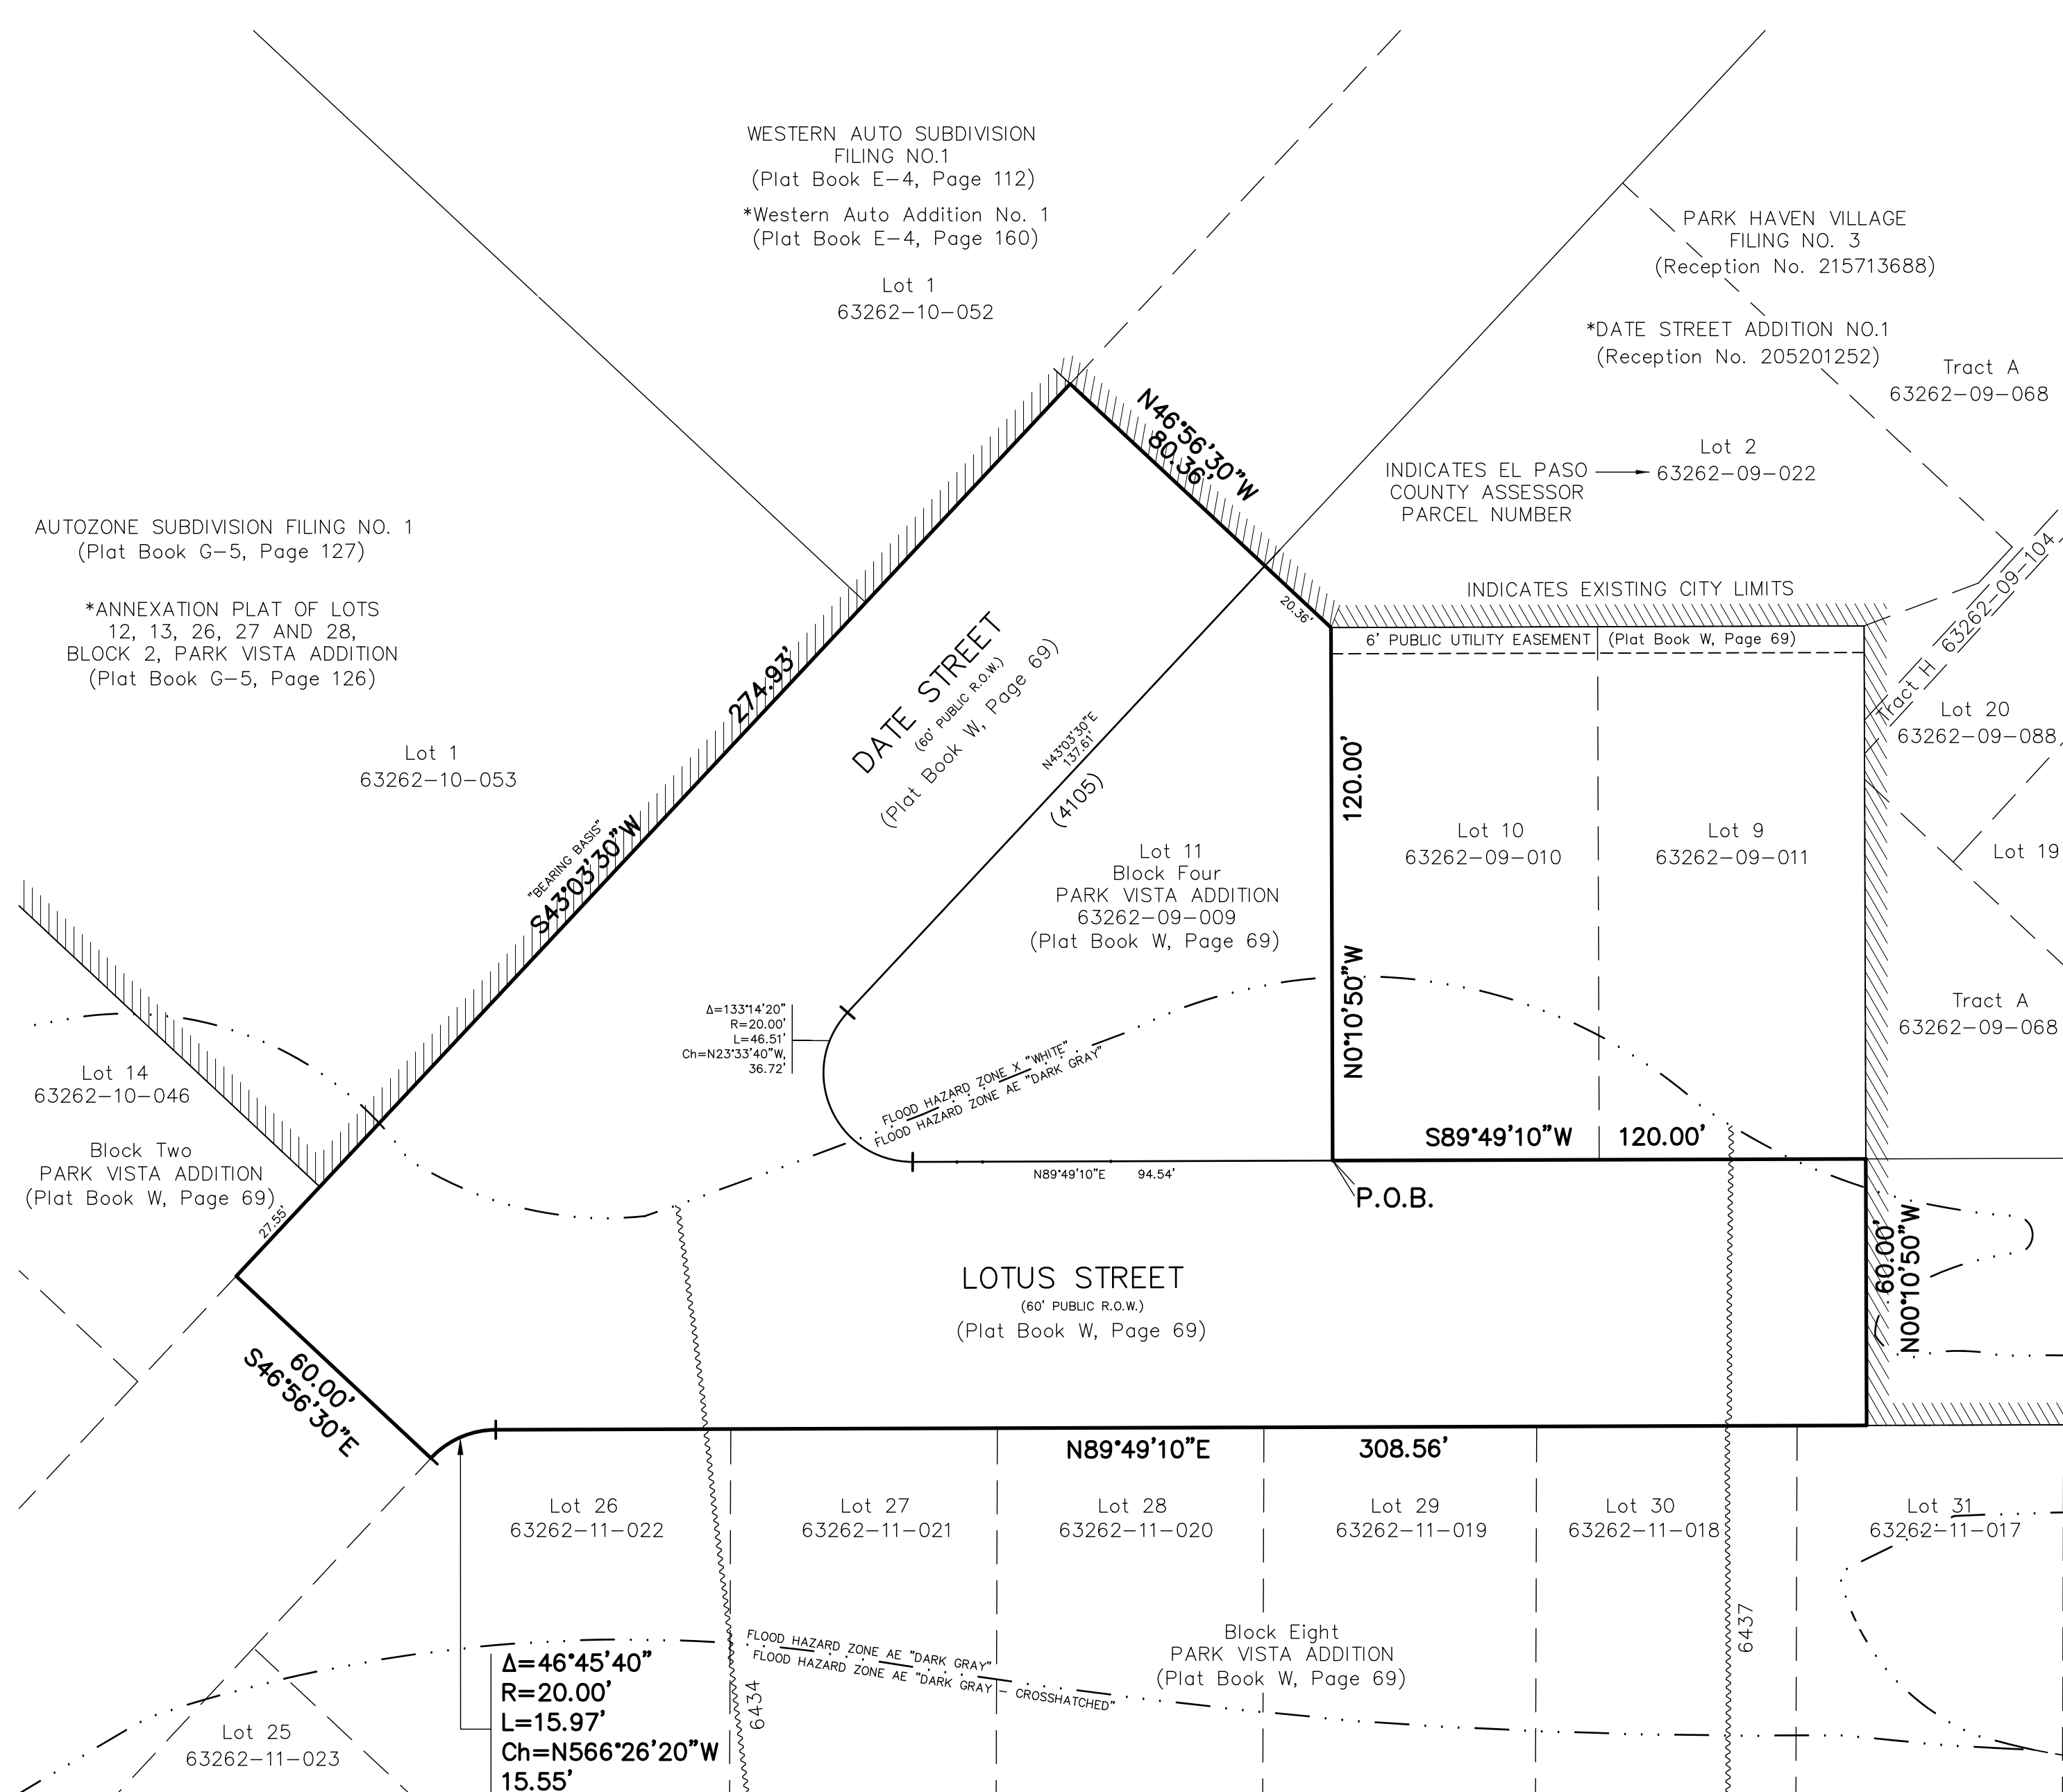 WESTERN AUTO SUBDIVISION
FILING NO.1
(Plat Book E-4, Page 112)
*Western Auto Addition No. 1
(Plat Book E-4, Page 160)
Lot 1
63262-10-052
PARK HAVEN VILLAGE
FILING NO. 3
(Reception No. 215713688)
*DATE STREET ADDITION NO.1
(Reception No. 205201252)
Tract A
63262-09-068
Lot 2
63262-09-022
INDICATES EL PASO
COUNTY ASSESSOR
PARCEL NUMBER
N46°56'30"W
80.36'
20.36'
INDICATES EXISTING CITY LIMITS
6' PUBLIC UTILITY EASEMENT
(Plat Book W, Page 69)
Tract H 63262-09-104
AUTOZONE SUBDIVISION FILING NO. 1
(Plat Book G-5, Page 127)
*ANNEXATION PLAT OF LOTS
12, 13, 26, 27 AND 28,
BLOCK 2, PARK VISTA ADDITION
(Plat Book G-5, Page 126)
Lot 1
63262-10-053
274.93'
"BEARING BASIS"
S43°03'30"W
DATE STREET
(60' PUBLIC R.O.W.)
(Plat Book W, Page 69)
N43°03'30"E
137.61'
(4105)
Lot 11
Block Four
PARK VISTA ADDITION
63262-09-009
(Plat Book W, Page 69)
120.00'
N0°10'50"W
Lot 10
63262-09-010
Lot 9
63262-09-011
Lot 20
63262-09-088
Lot 19
Tract A
63262-09-068
Δ=133°14'20"
R=20.00'
L=46.51'
Ch=N23°33'40"W,
36.72'
FLOOD HAZARD ZONE X "WHITE"
FLOOD HAZARD ZONE AE "DARK GRAY"
Lot 14
63262-10-046
Block Two
PARK VISTA ADDITION
(Plat Book W, Page 69)
27.55'
S89°49'10"W 120.00'
N89°49'10"E 94.54'
P.O.B.
60.00'
N00°10'50"W
LOTUS STREET
(60' PUBLIC R.O.W.)
(Plat Book W, Page 69)
60.00'
S46°56'30"E
N89°49'10"E 308.56'
Lot 26
63262-11-022
Lot 27
63262-11-021
Lot 28
63262-11-020
Lot 29
63262-11-019
Lot 30
63262-11-018
Lot 31
63262-11-017
6437
Block Eight
PARK VISTA ADDITION
(Plat Book W, Page 69)
FLOOD HAZARD ZONE AE "DARK GRAY"
FLOOD HAZARD ZONE AE "DARK GRAY - CROSSHATCHED"
6434
Δ=46°45'40"
R=20.00'
L=15.97'
Ch=N566°26'20"W
15.55'
Lot 25
63262-11-023